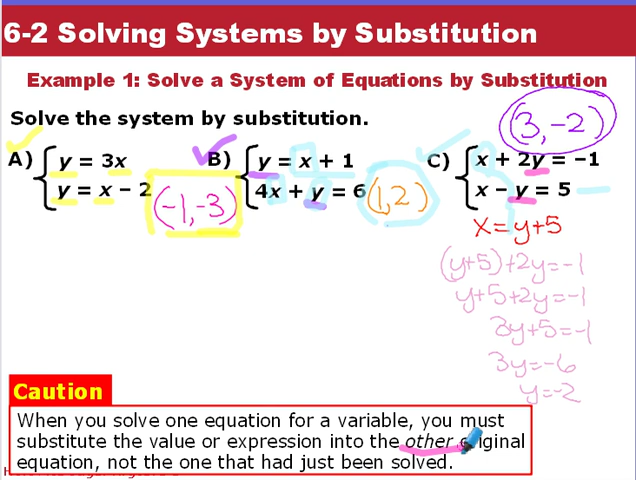 6-2 Solving Systems by Substitution
Example 1: Solve a System of Equations by Substitution
Solve the system by substitution.
(3, -2)
A) y = 3x
y = x – 2
(-1, -3)
B) y = x + 1
4x + y = 6
(1, 2)
C) x + 2y = –1
x – y = 5
x = y+5
(y+5)+2y=-1
y+5+2y=-1
3y+5=-1
3y=-6
y=-2
Caution
When you solve one equation for a variable, you must
substitute the value or expression into the other original
equation, not the one that had just been solved.